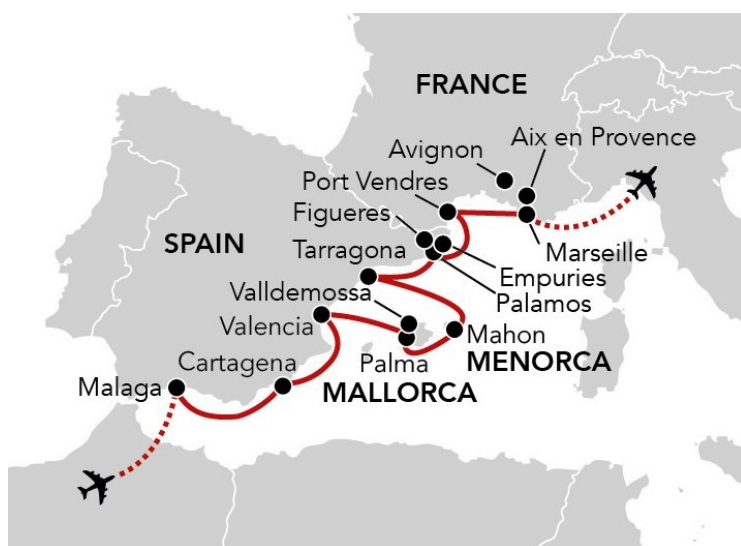 FRANCE
Aix en Provence
Avignon
Port Vendres
Figueres
SPAIN
Marseille
Tarragona
Empuries
Palamos
Valldemossa
Valencia
Mahon
Palma
MENORCA
Cartagena
MALLORCA
Malaga